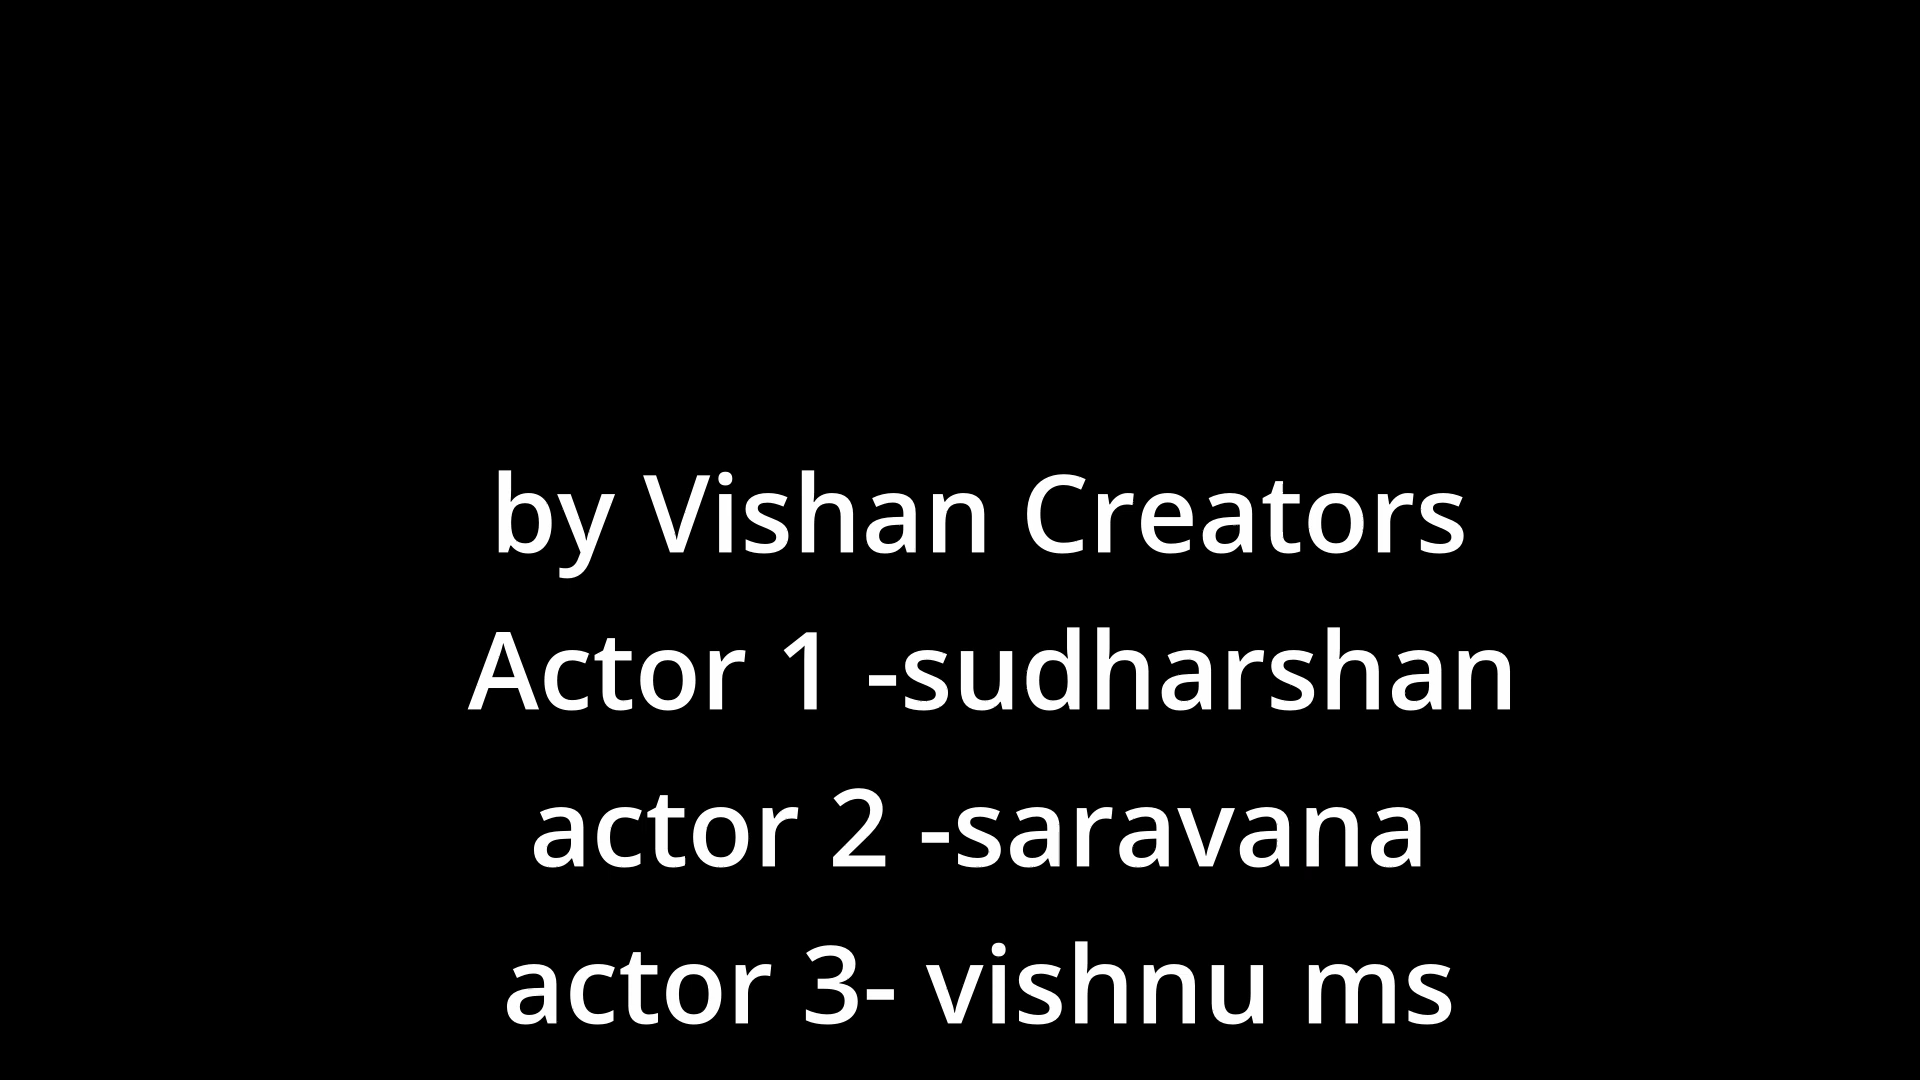 by Vishan Creators
Actor 1 -sudharshan
actor 2 -saravana
actor 3- vishnu ms